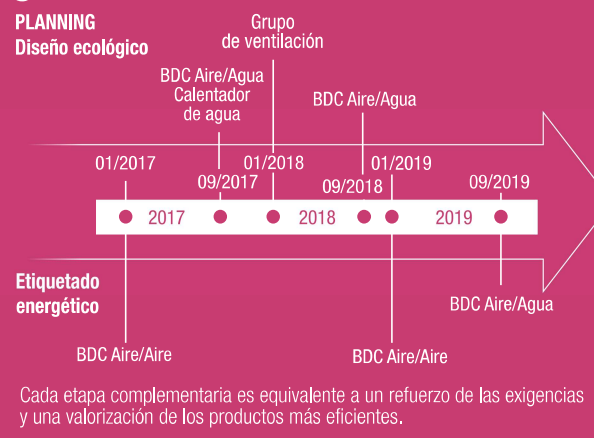 PLANNING
Diseño ecológico
Grupo
de ventilación
BDC Aire/Agua
Calentador
de agua
BDC Aire/Agua
01/2017
09/2017
01/2018
09/2018
01/2019
09/2019
2017
2018
2019
Etiquetado
energético
BDC Aire/Agua
BDC Aire/Aire
BDC Aire/Aire
Cada etapa complementaria es equivalente a un refuerzo de las exigencias
y una valorización de los productos más eficientes.